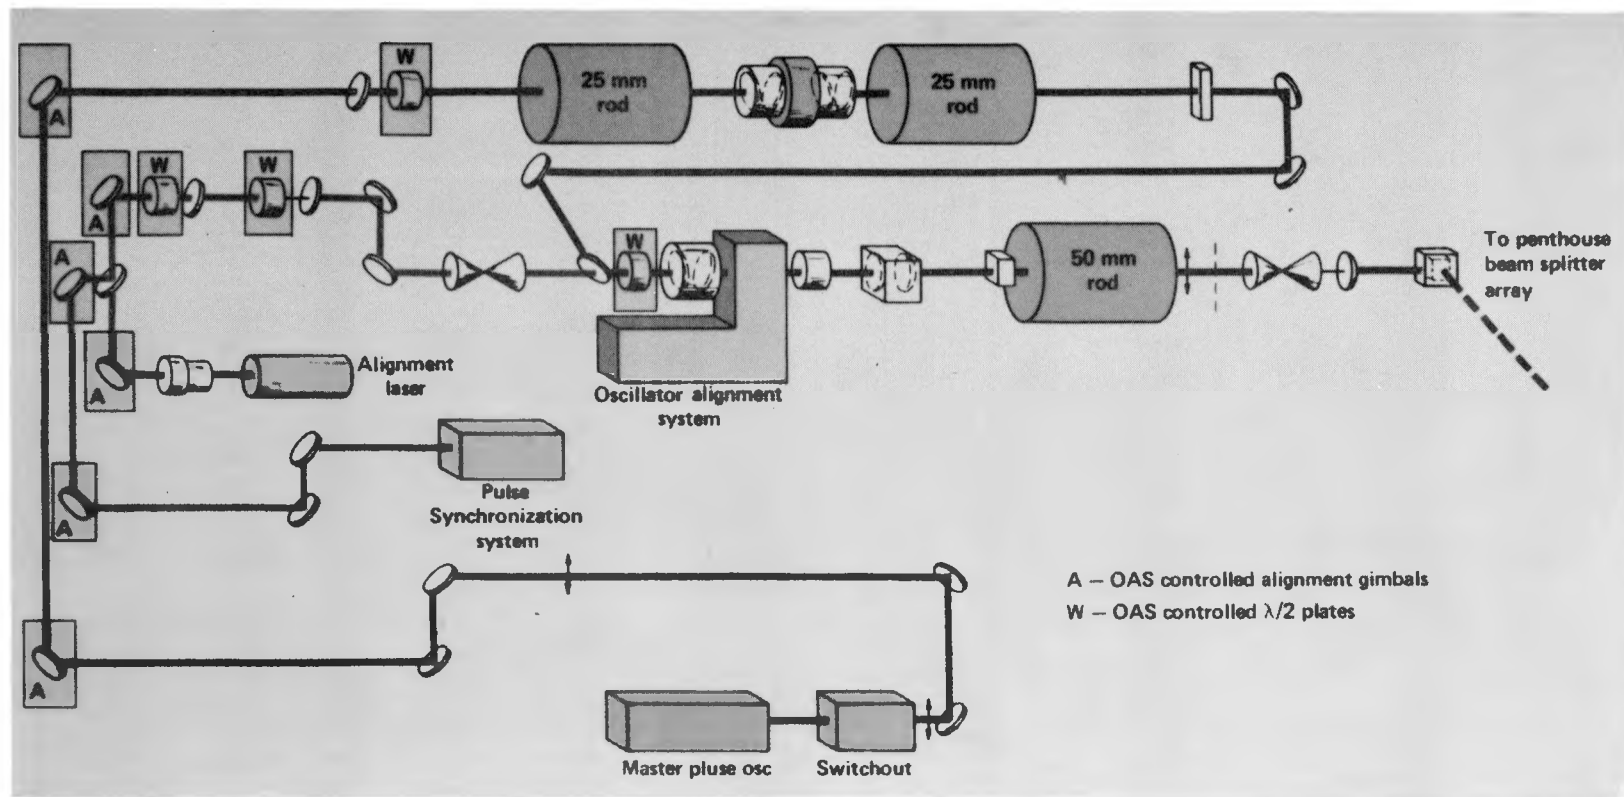 W
25 mm
rod
25 mm
rod
A
W
W
A
A
W
50 mm
rod
To penthouse
beam splitter
array
A
Alignment
laser
Oscillator alignment
system
A
Pulse
Synchronization
system
A – OAS controlled alignment gimbals
W – OAS controlled λ/2 plates
A
Master pluse osc
Switchout